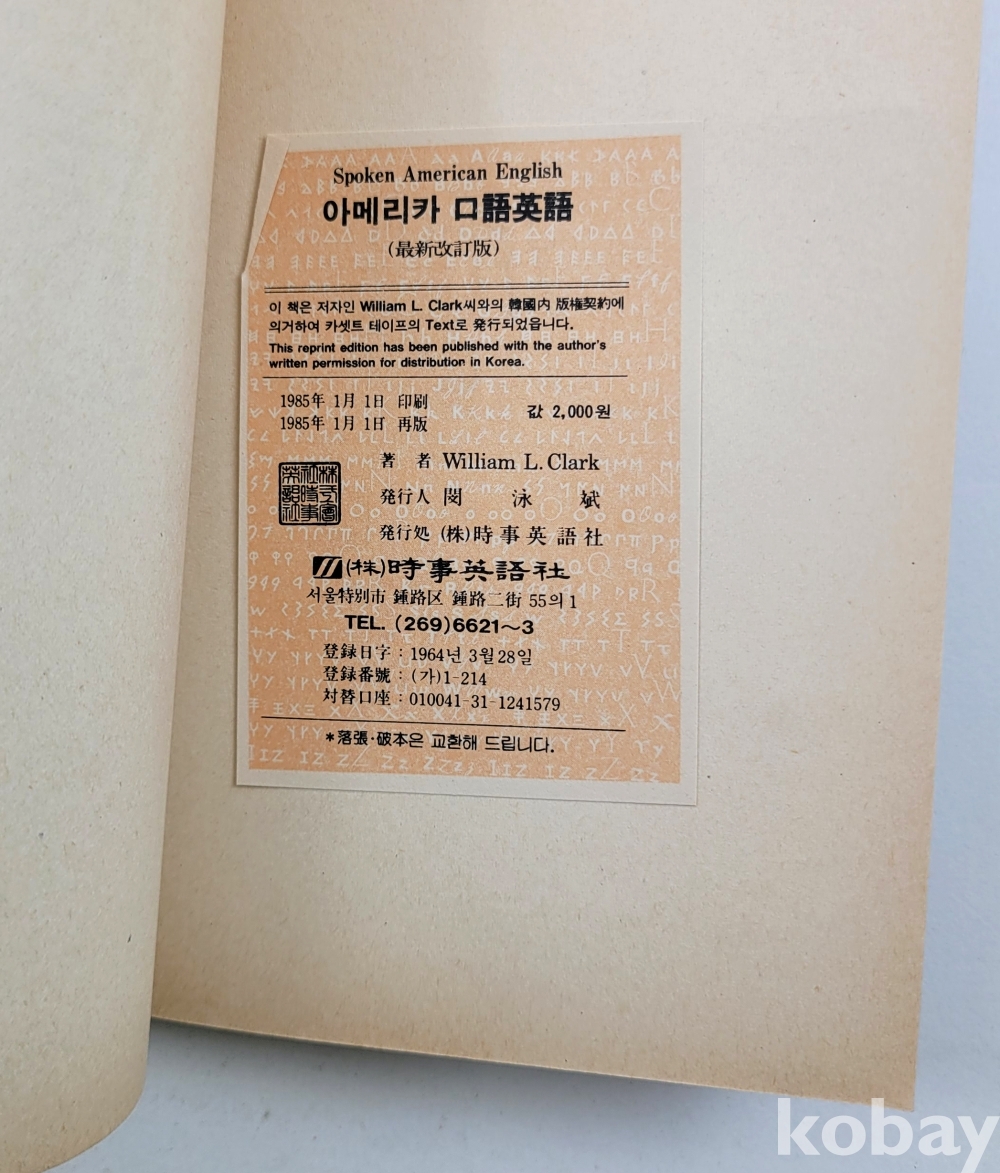 Spoken American English
아메리카 口語英語
(最新改訂版)
이 책은 저자인 William L. Clark씨와의 韓國内 版権契約에
의거하여 카셋트 테이프의 Text로 発行되었읍니다.
This reprint edition has been published with the author's
written permission for distribution in Korea.
1985年 1月 1日 印刷
1985年 1月 1日 再版
값 2,000원
著 者 William L. Clark
発行人 閔 泳 斌
発行処 (株)時事英語社
(株)時事英語社
서울特別市 鍾路区 鍾路二街 55의 1
TEL. (269)6621~3
登録日字 : 1964년 3월 28일
登録番號 : (가)1-214
対替口座 : 010041-31-1241579
*落張·破本은 교환해 드립니다.
kobay